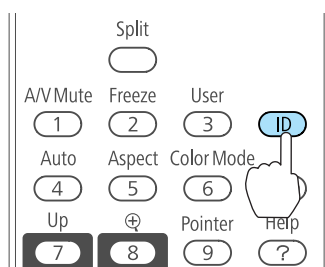 Split
A/V Mute Freeze User
1 2 3 ID
Auto Aspect Color Mode
4 5 6
Up Pointer Help
7 8 9 ?